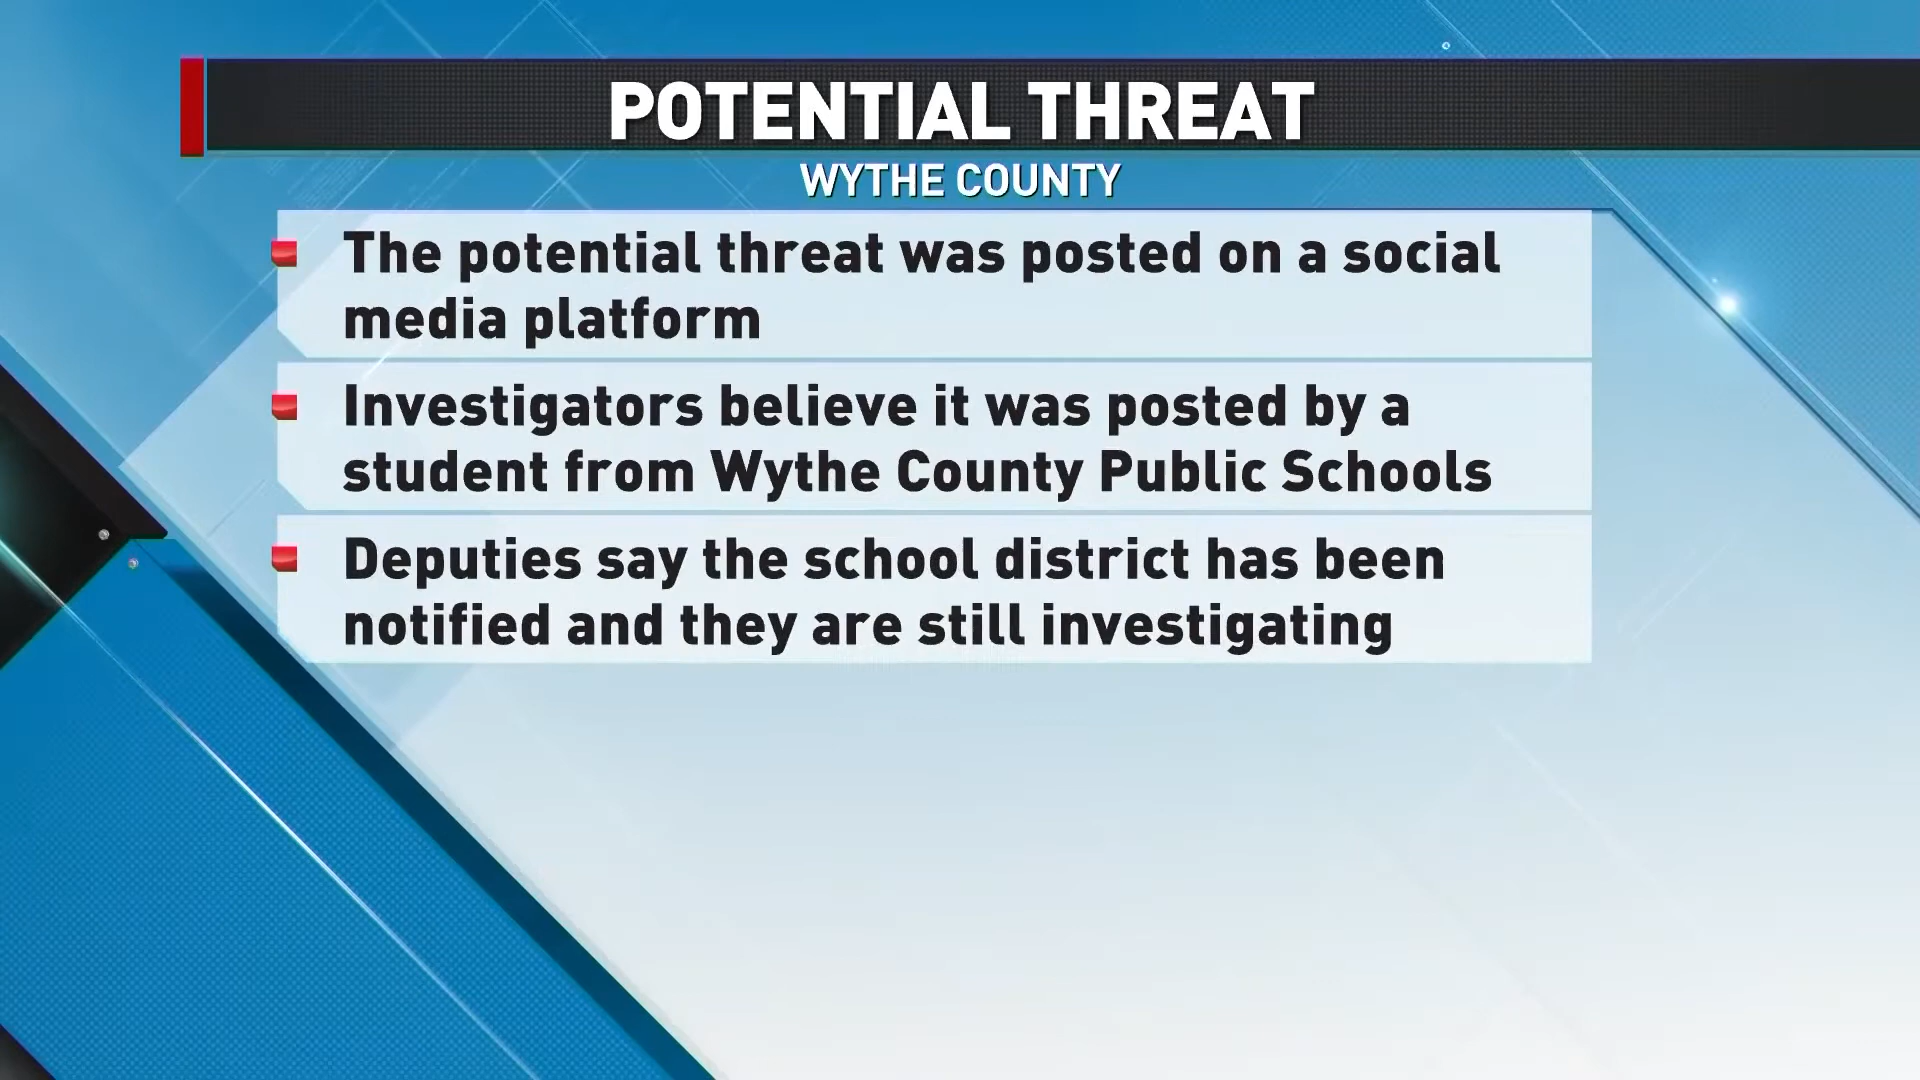 POTENTIAL THREAT
WYTHE COUNTY
The potential threat was posted on a social
media platform
Investigators believe it was posted by a
student from Wythe County Public Schools
Deputies say the school district has been
notified and they are still investigating